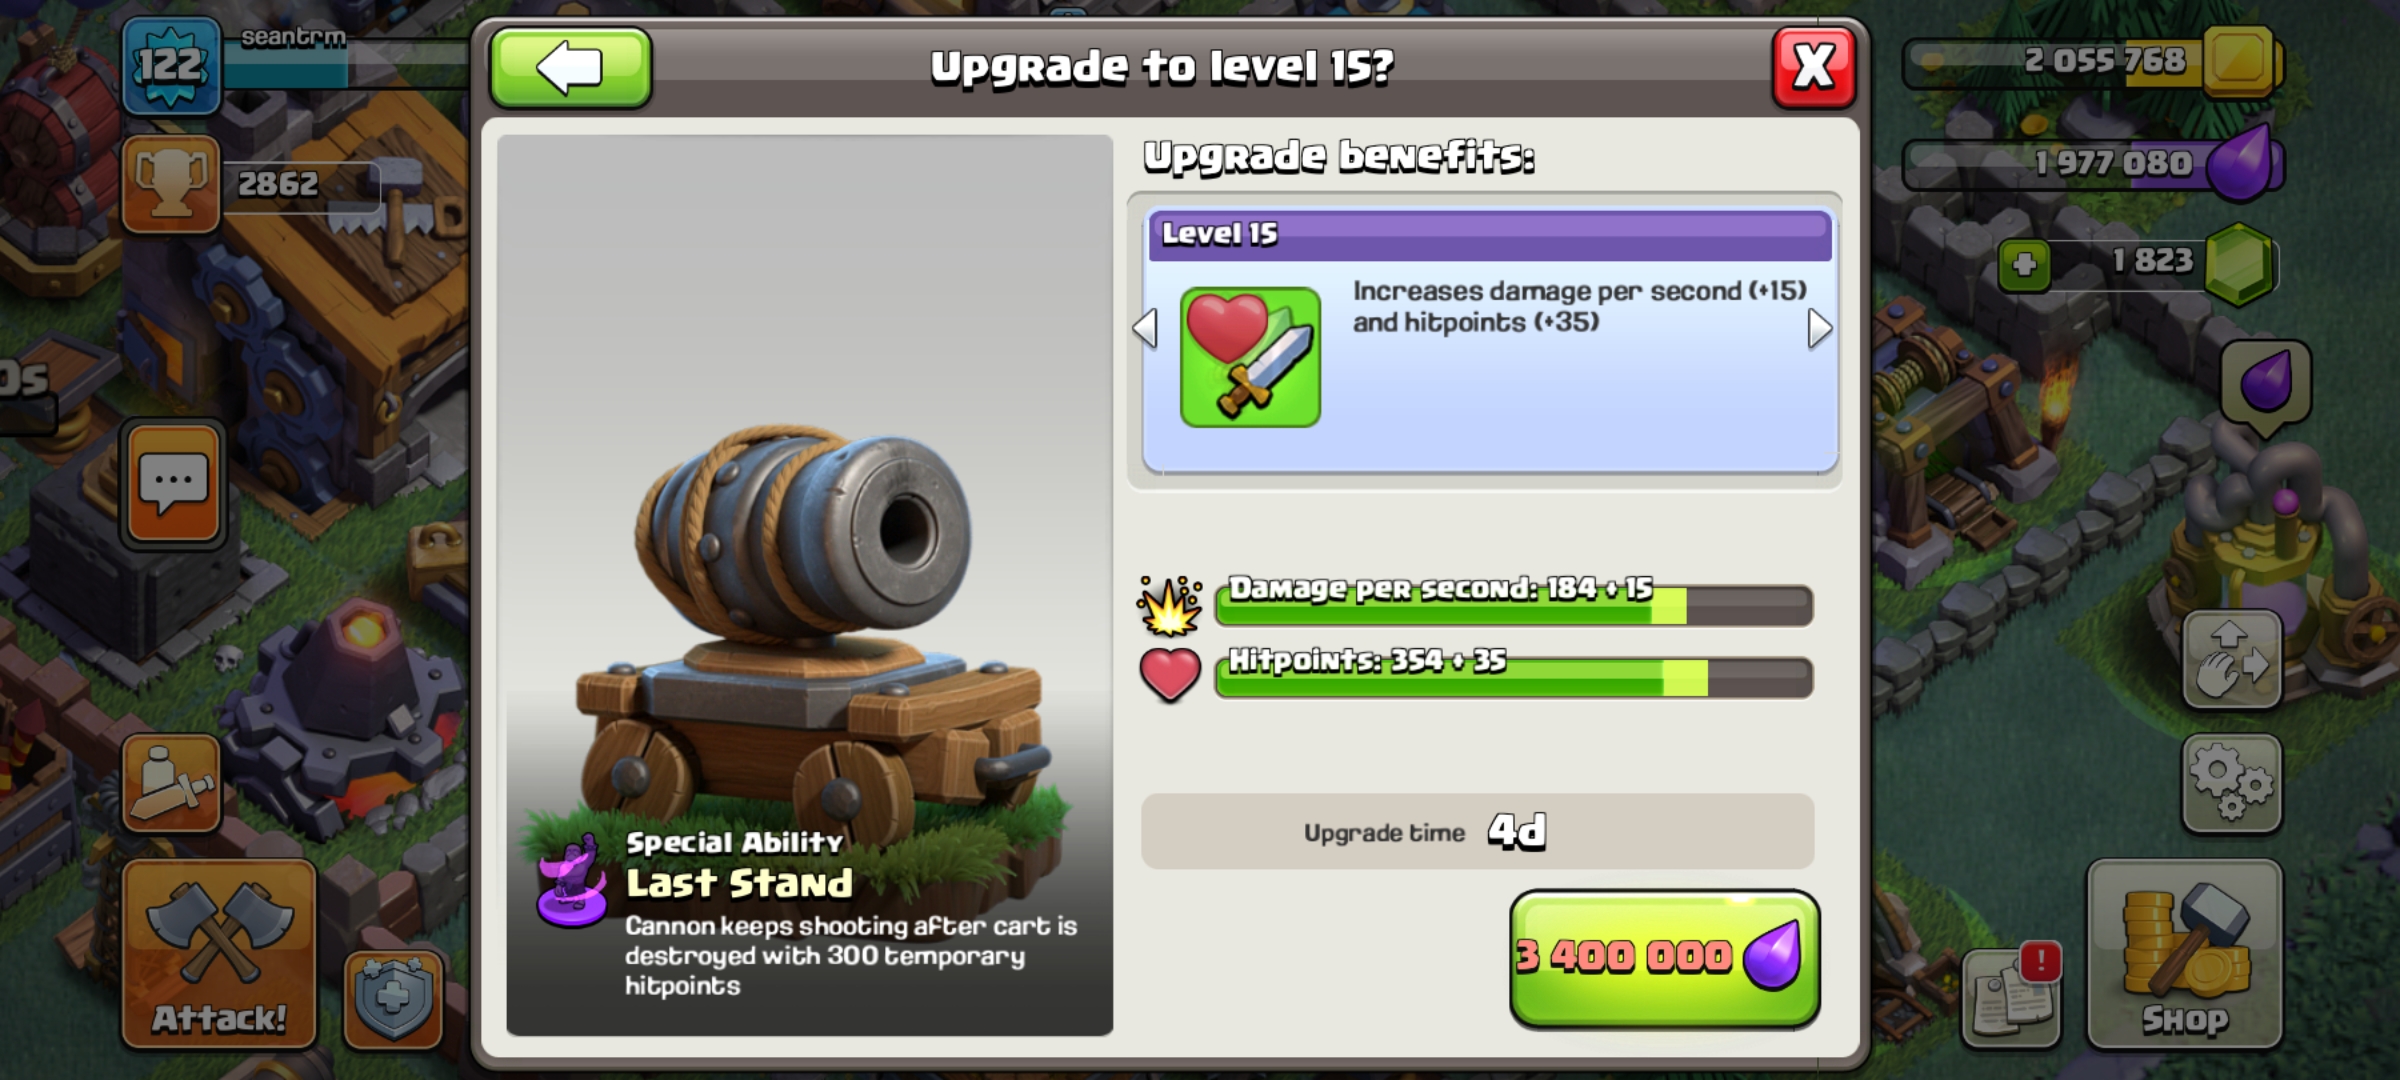 122
seantrm
2862
0s
Attack!
Upgrade to level 15?
X
Special Ability
Last Stand
Cannon keeps shooting after cart is
destroyed with 300 temporary
hitpoints
Upgrade benefits:
Level 15
Increases damage per second (+15)
and hitpoints (+35)
Damage per second: 184 + 15
Hitpoints: 354 + 35
Upgrade time 4d
3 400 000
2 055 768
1 977 080
1 823
!
Shop